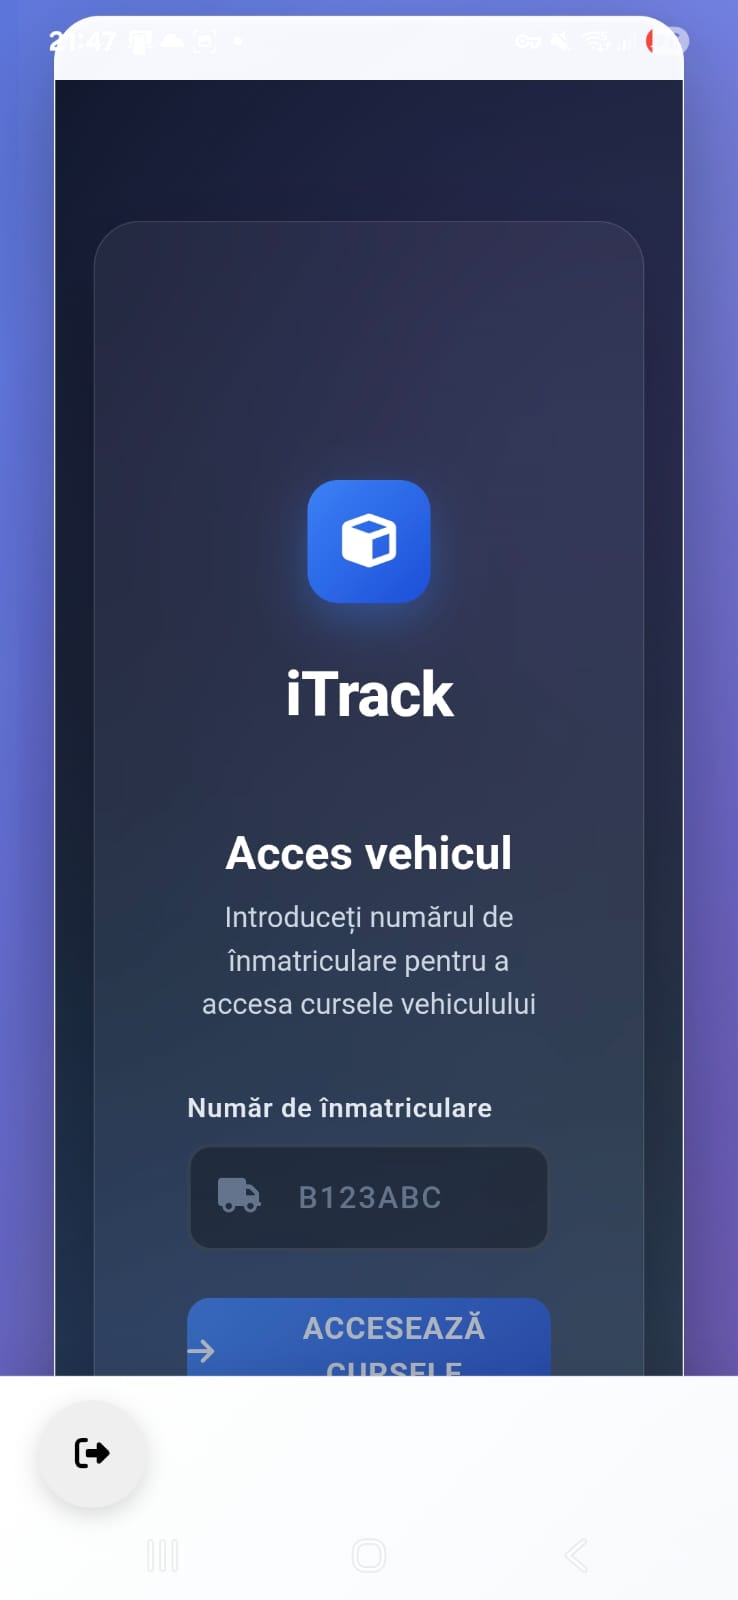 21:47
iTrack
Acces vehicul
Introduceți numărul de
înmatriculare pentru a
accesa cursele vehiculului
Număr de înmatriculare
B123ABC
ACCESEAZĂ
CURSELE